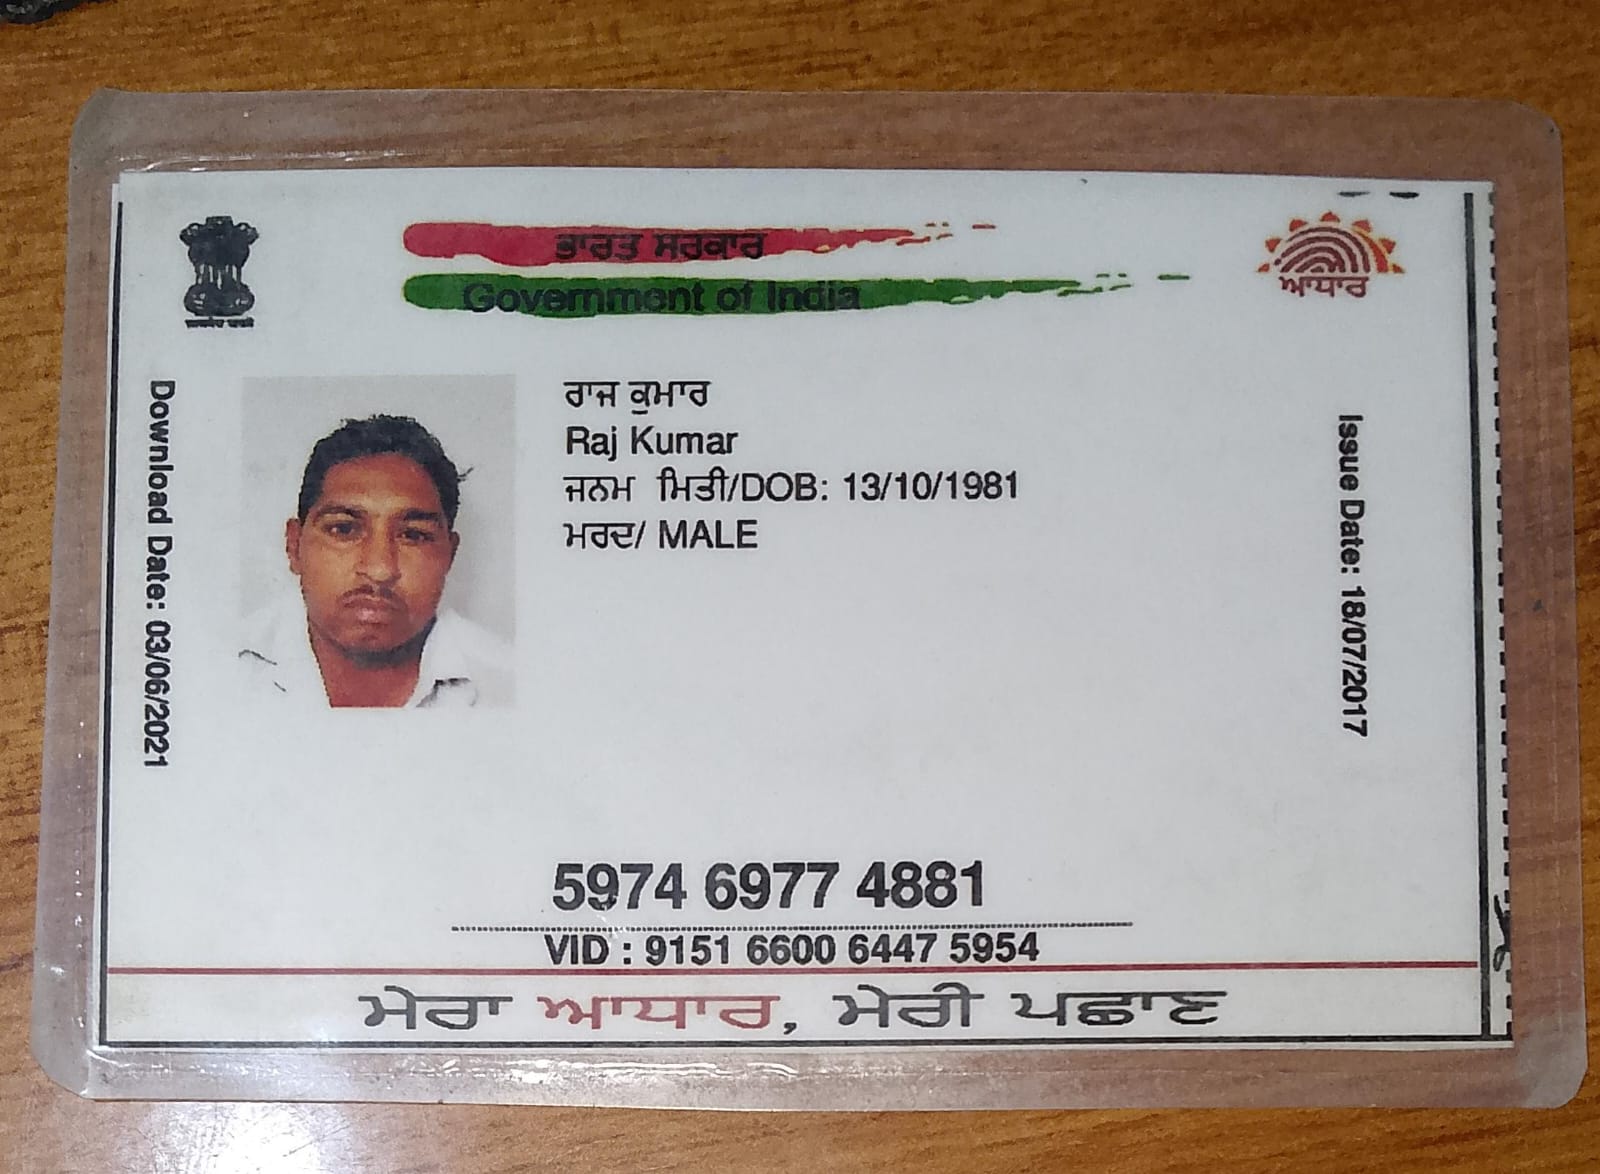 ਭਾਰਤ ਸਰਕਾਰ
Government of India
ਆਧਾਰ
Download Date: 03/06/2021
ਰਾਜ ਕੁਮਾਰ
Raj Kumar
ਜਨਮ ਮਿਤੀ/DOB: 13/10/1981
ਮਰਦ/ MALE
Issue Date: 18/07/2017
5974 6977 4881
VID : 9151 6600 6447 5954
ਮੇਰਾ ਆਧਾਰ, ਮੇਰੀ ਪਛਾਣ